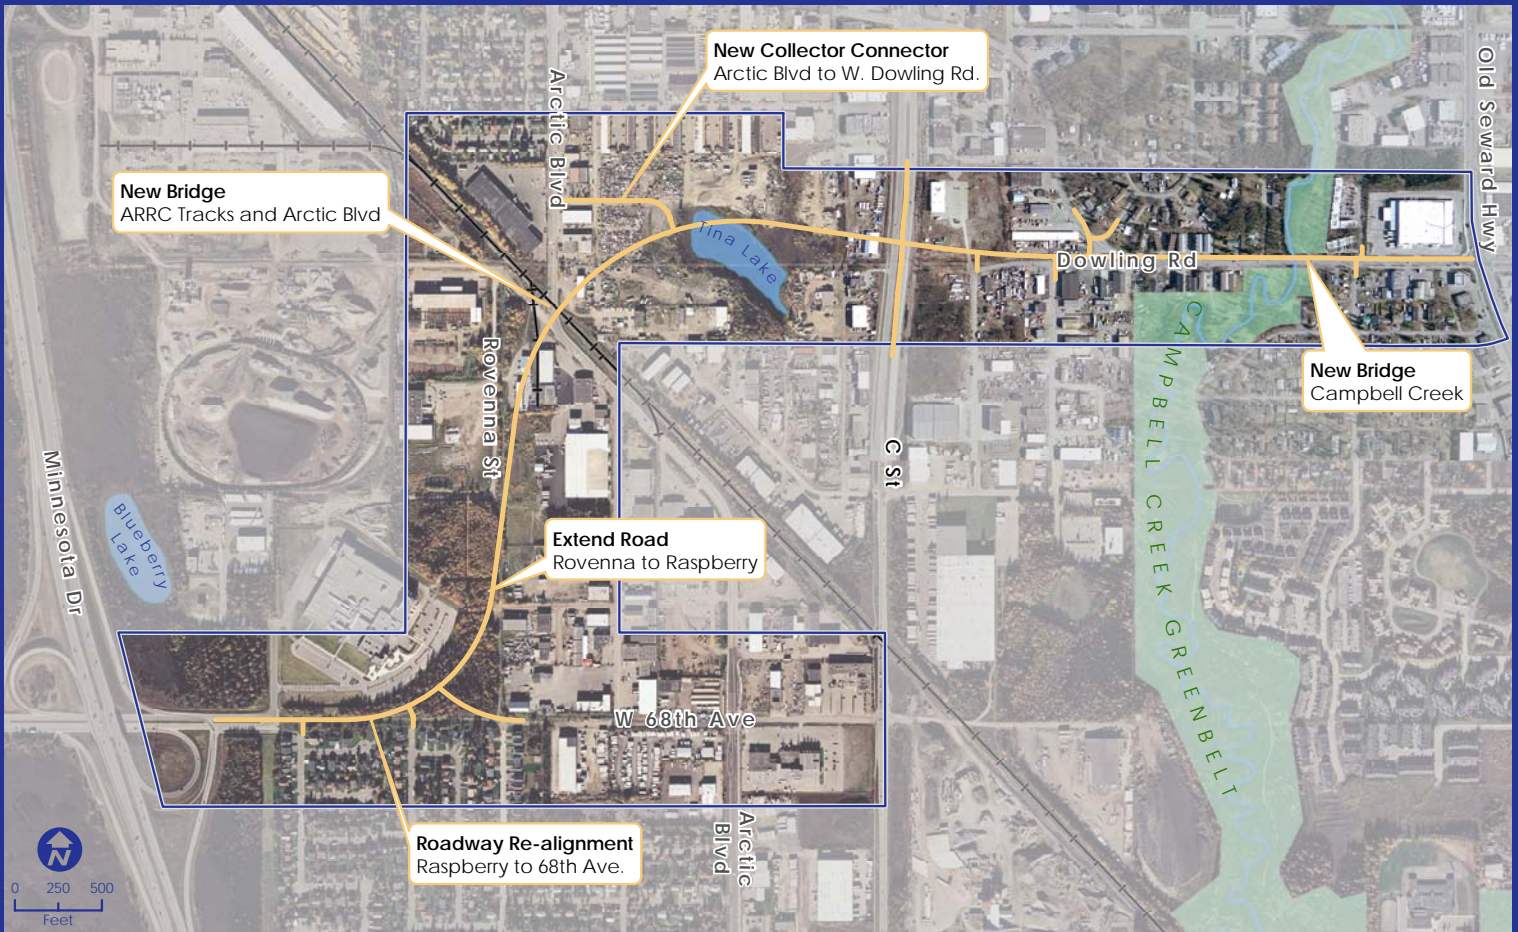 New Collector Connector
Arctic Blvd to W. Dowling Rd.
Old Seward Hwy
Arctic Blvd
New Bridge
ARRC Tracks and Arctic Blvd
Tina Lake
Dowling Rd
CAMPBELL CREEK GREENBELT
New Bridge
Campbell Creek
Rovenna St
C St
Minnesota Dr
Blueberry
Lake
Extend Road
Rovenna to Raspberry
W 68th Ave
Roadway Re-alignment
Raspberry to 68th Ave.
Arctic
Blvd
N
0 250 500
Feet